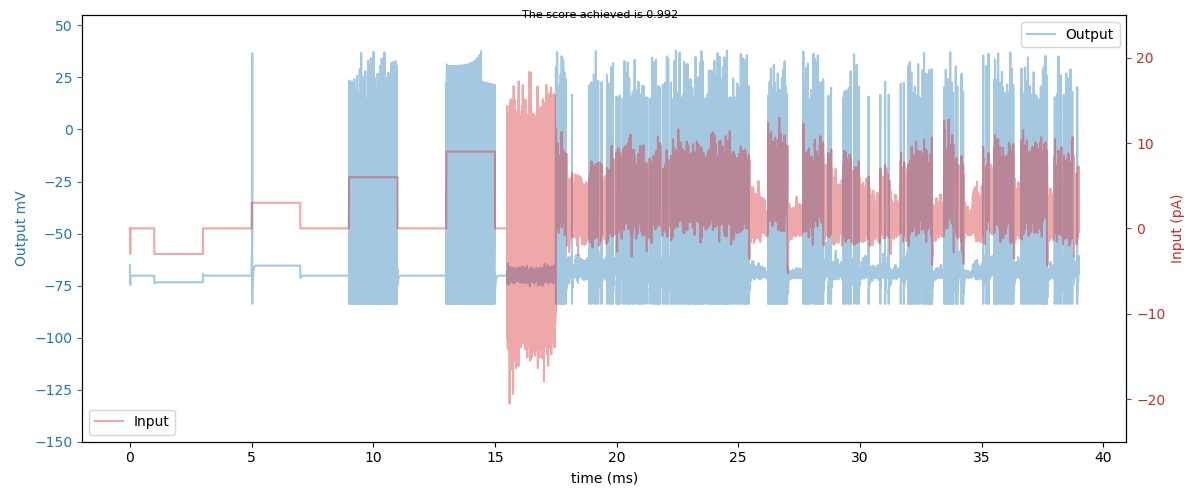 The score achieved is 0.992
50
25
0
−25
−50
−75
−100
−125
−150
Output mV
Output
Input
20
10
0
−10
−20
Input (pA)
0 5 10 15 20 25 30 35 40
time (ms)